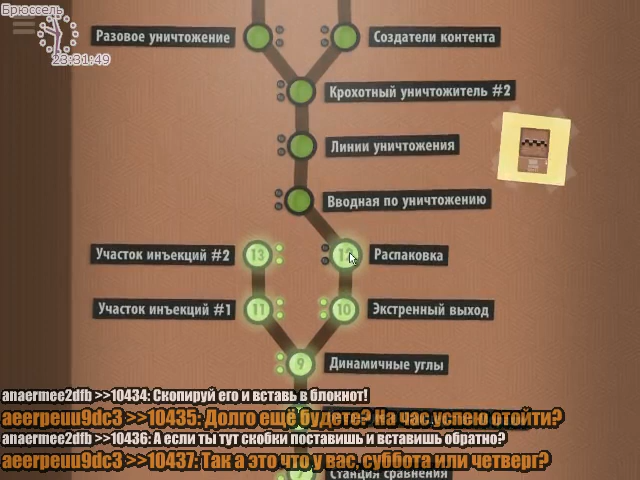 Брюссель
23:31:49
Разовое уничтожение
Создатели контента
Крохотный уничтожитель #2
Линии уничтожения
Вводная по уничтожению
Участок инъекций #2
13
Распаковка
Участок инъекций #1
11
10
Экстренный выход
9
Динамичные углы
anaermee2dfb >>10434: Скопируй его и вставь в блокнот!
aeerpeuu9dc3 >>10435: Долго ещё будете? На час успею отойти?
anaermee2dfb >>10436: А если ты тут скобки поставишь и вставишь обратно?
aeerpeuu9dc3 >>10437: Так а это что у вас, суббота или четверг?
Станция сравнения